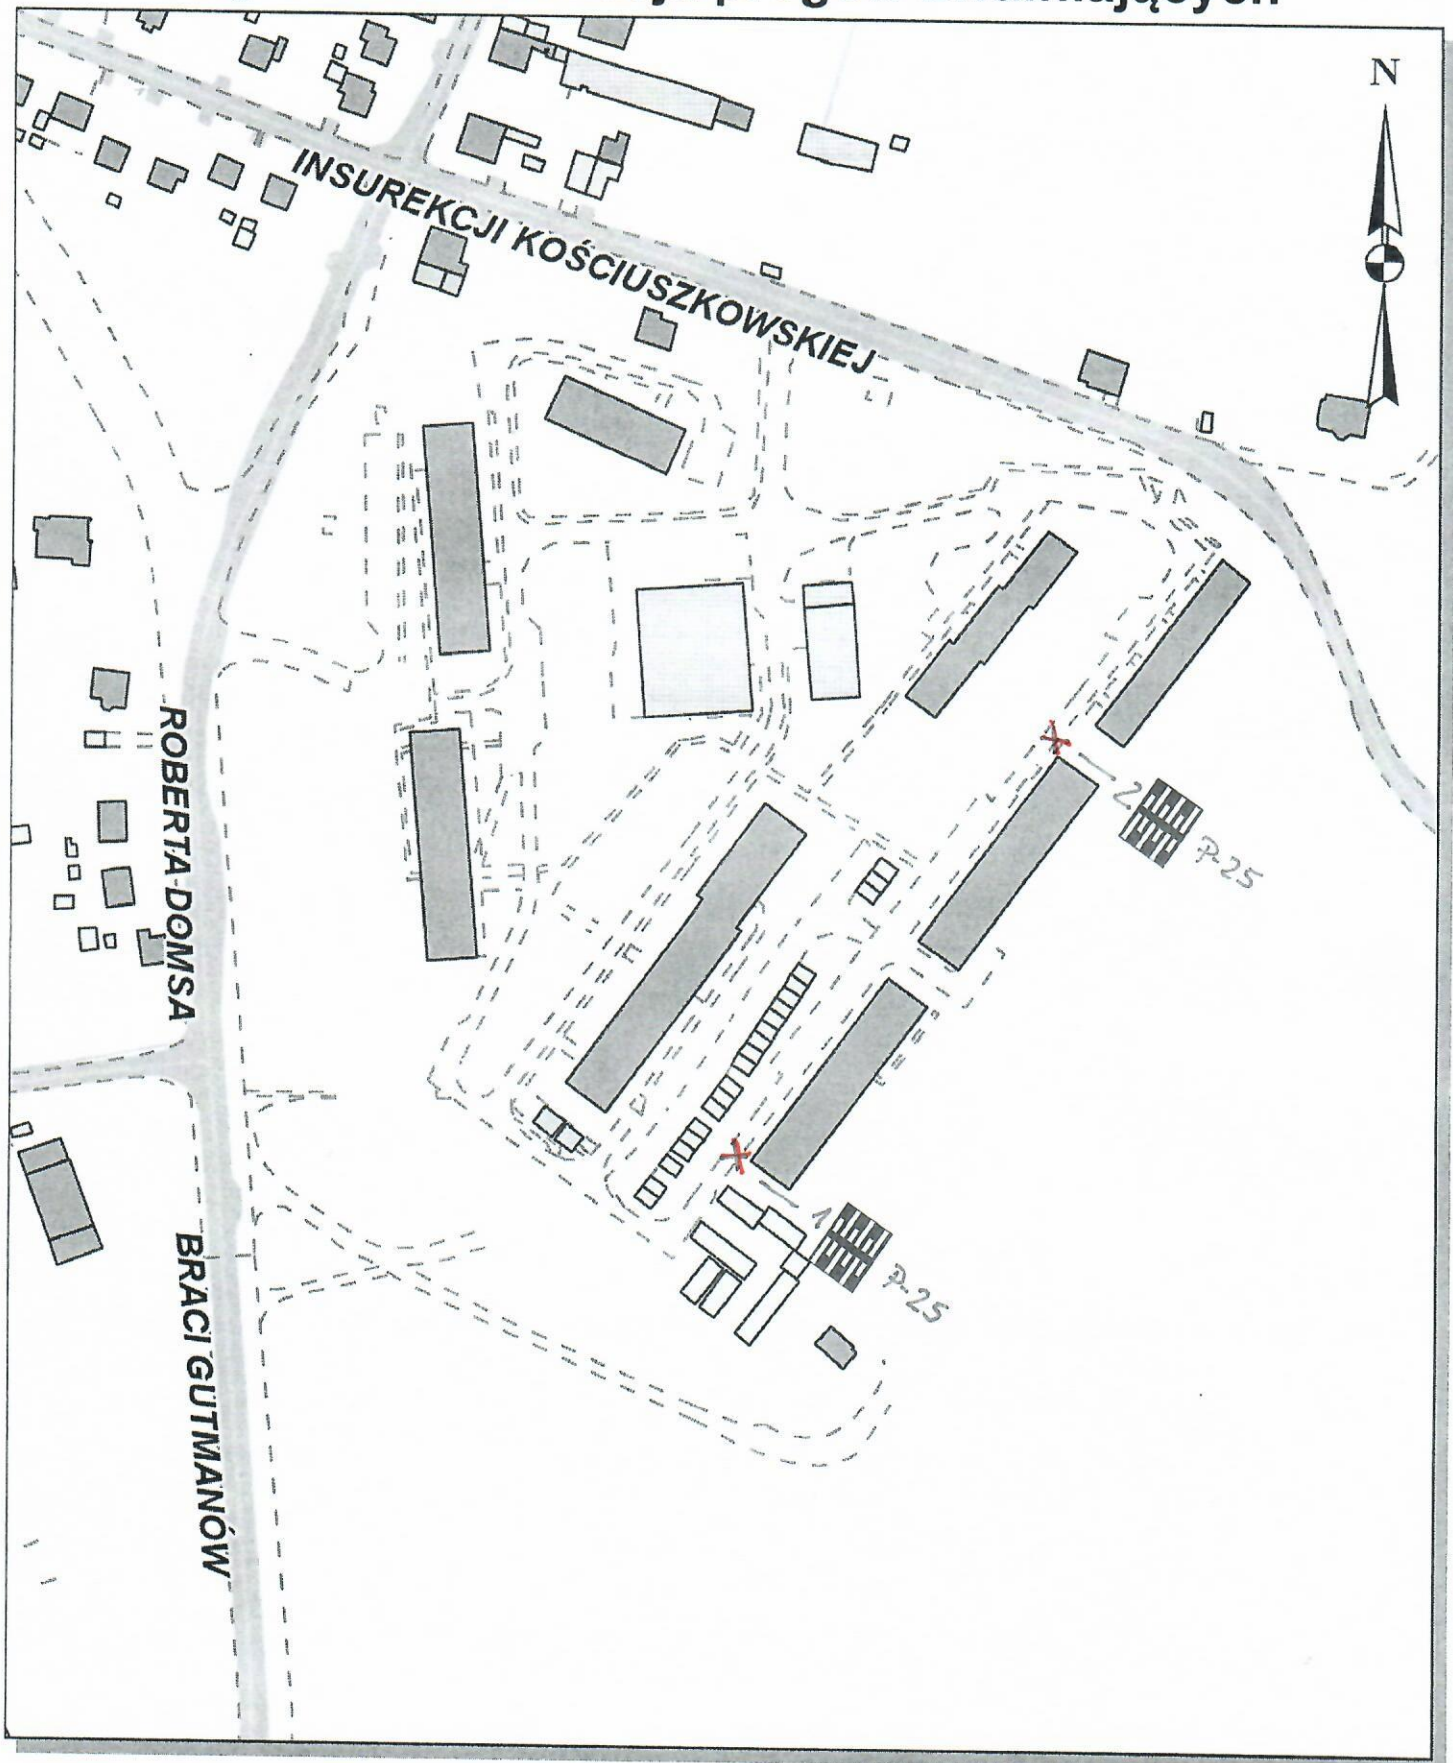 N
INSUREKCJI KOŚCIUSZKOWSKIEJ
ROBERTA DOMSA
2
P-25
1
P-25
BRACI GUTMANÓW